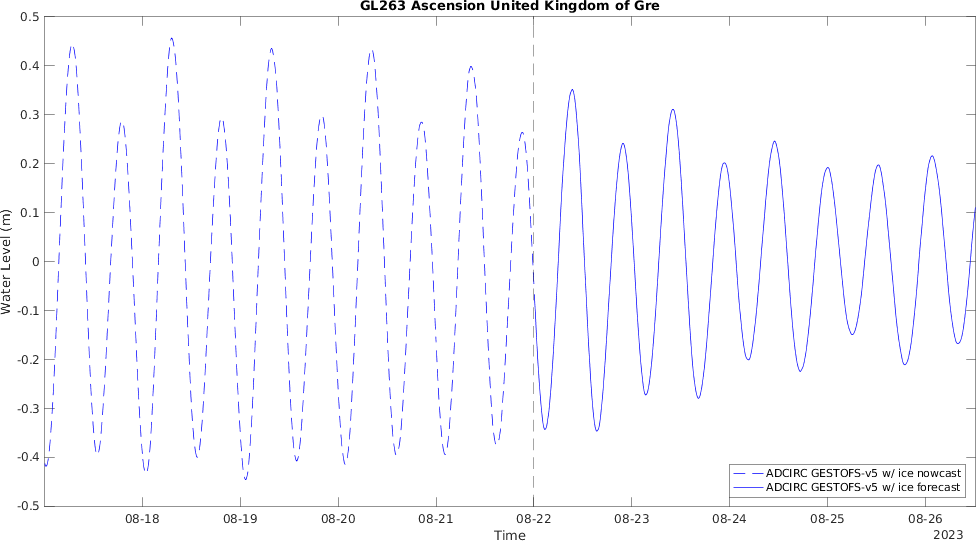 GL263 Ascension United Kingdom of Gre
0.5
0.4
0.3
0.2
0.1
0
-0.1
-0.2
-0.3
-0.4
-0.5
Water Level (m)
ADCIRC GESTOFS-v5 w/ ice nowcast
ADCIRC GESTOFS-v5 w/ ice forecast
08-18 08-19 08-20 08-21 08-22 08-23 08-24 08-25 08-26
Time
2023